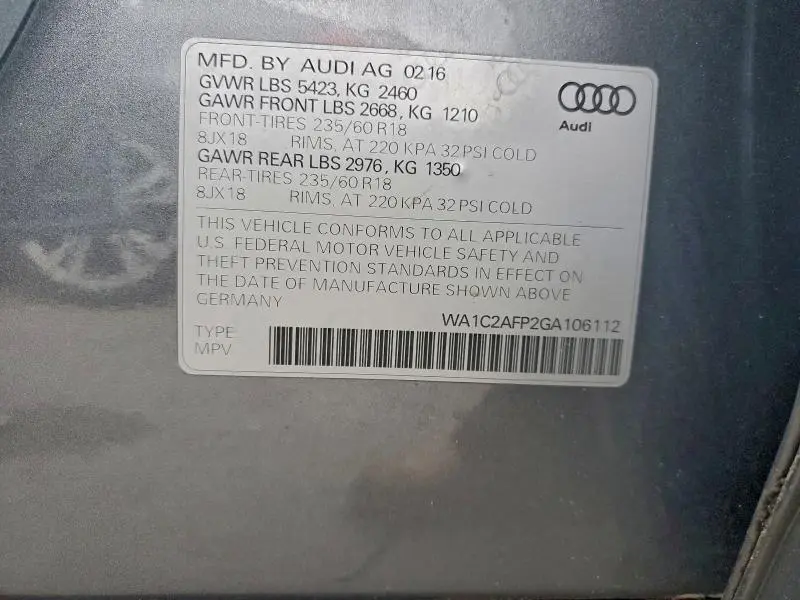 MFD. BY AUDI AG 0216
GVWR LBS 5423, KG 2460
GAWR FRONT LBS 2668, KG 1210
FRONT-TIRES 235/60 R18
8JX18 RIMS, AT 220 KPA 32 PSI COLD
GAWR REAR LBS 2976, KG 1350
REAR-TIRES 235/60 R18
8JX18 RIMS, AT 220 KPA 32 PSI COLD
Audi
THIS VEHICLE CONFORMS TO ALL APPLICABLE
U.S. FEDERAL MOTOR VEHICLE SAFETY AND
THEFT PREVENTION STANDARDS IN EFFECT ON
THE DATE OF MANUFACTURE SHOWN ABOVE
GERMANY
WA1C2AFP2GA106112
TYPE
MPV